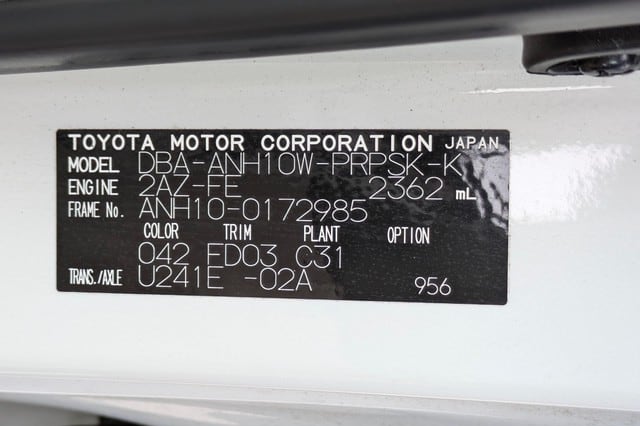 TOYOTA MOTOR CORPORATION JAPAN
MODEL DBA-ANH10W-PRPSK-K
ENGINE 2AZ-FE 2362 mL
FRAME No. ANH10-0172985
COLOR TRIM PLANT OPTION
042 FD03 C31
TRANS./AXLE U241E -02A 956